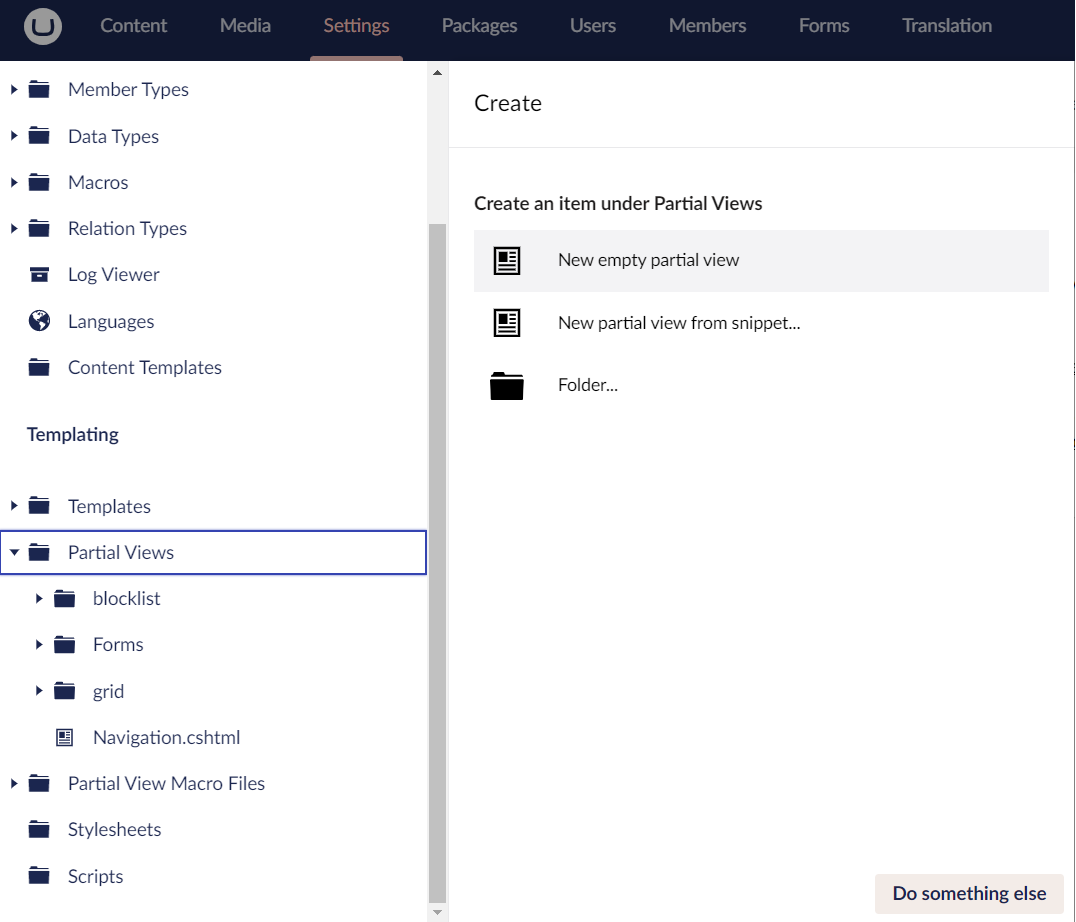 Content Media Settings Packages Users Members Forms Translation
Member Types
Data Types
Macros
Relation Types
Log Viewer
Languages
Content Templates
Templating
Templates
Partial Views
blocklist
Forms
grid
Navigation.cshtml
Partial View Macro Files
Stylesheets
Scripts
Create
Create an item under Partial Views
New empty partial view
New partial view from snippet...
Folder...
Do something else